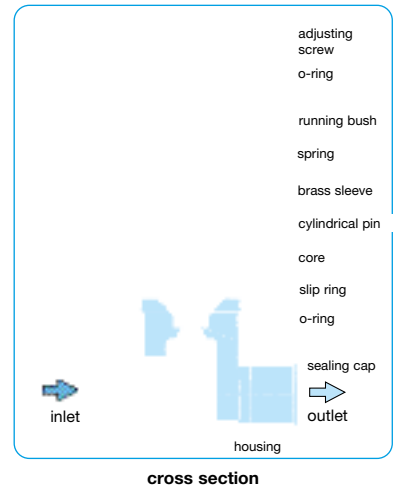 adjusting
screw
o-ring
running bush
spring
brass sleeve
cylindrical pin
core
slip ring
o-ring
sealing cap
inlet
outlet
housing
cross section